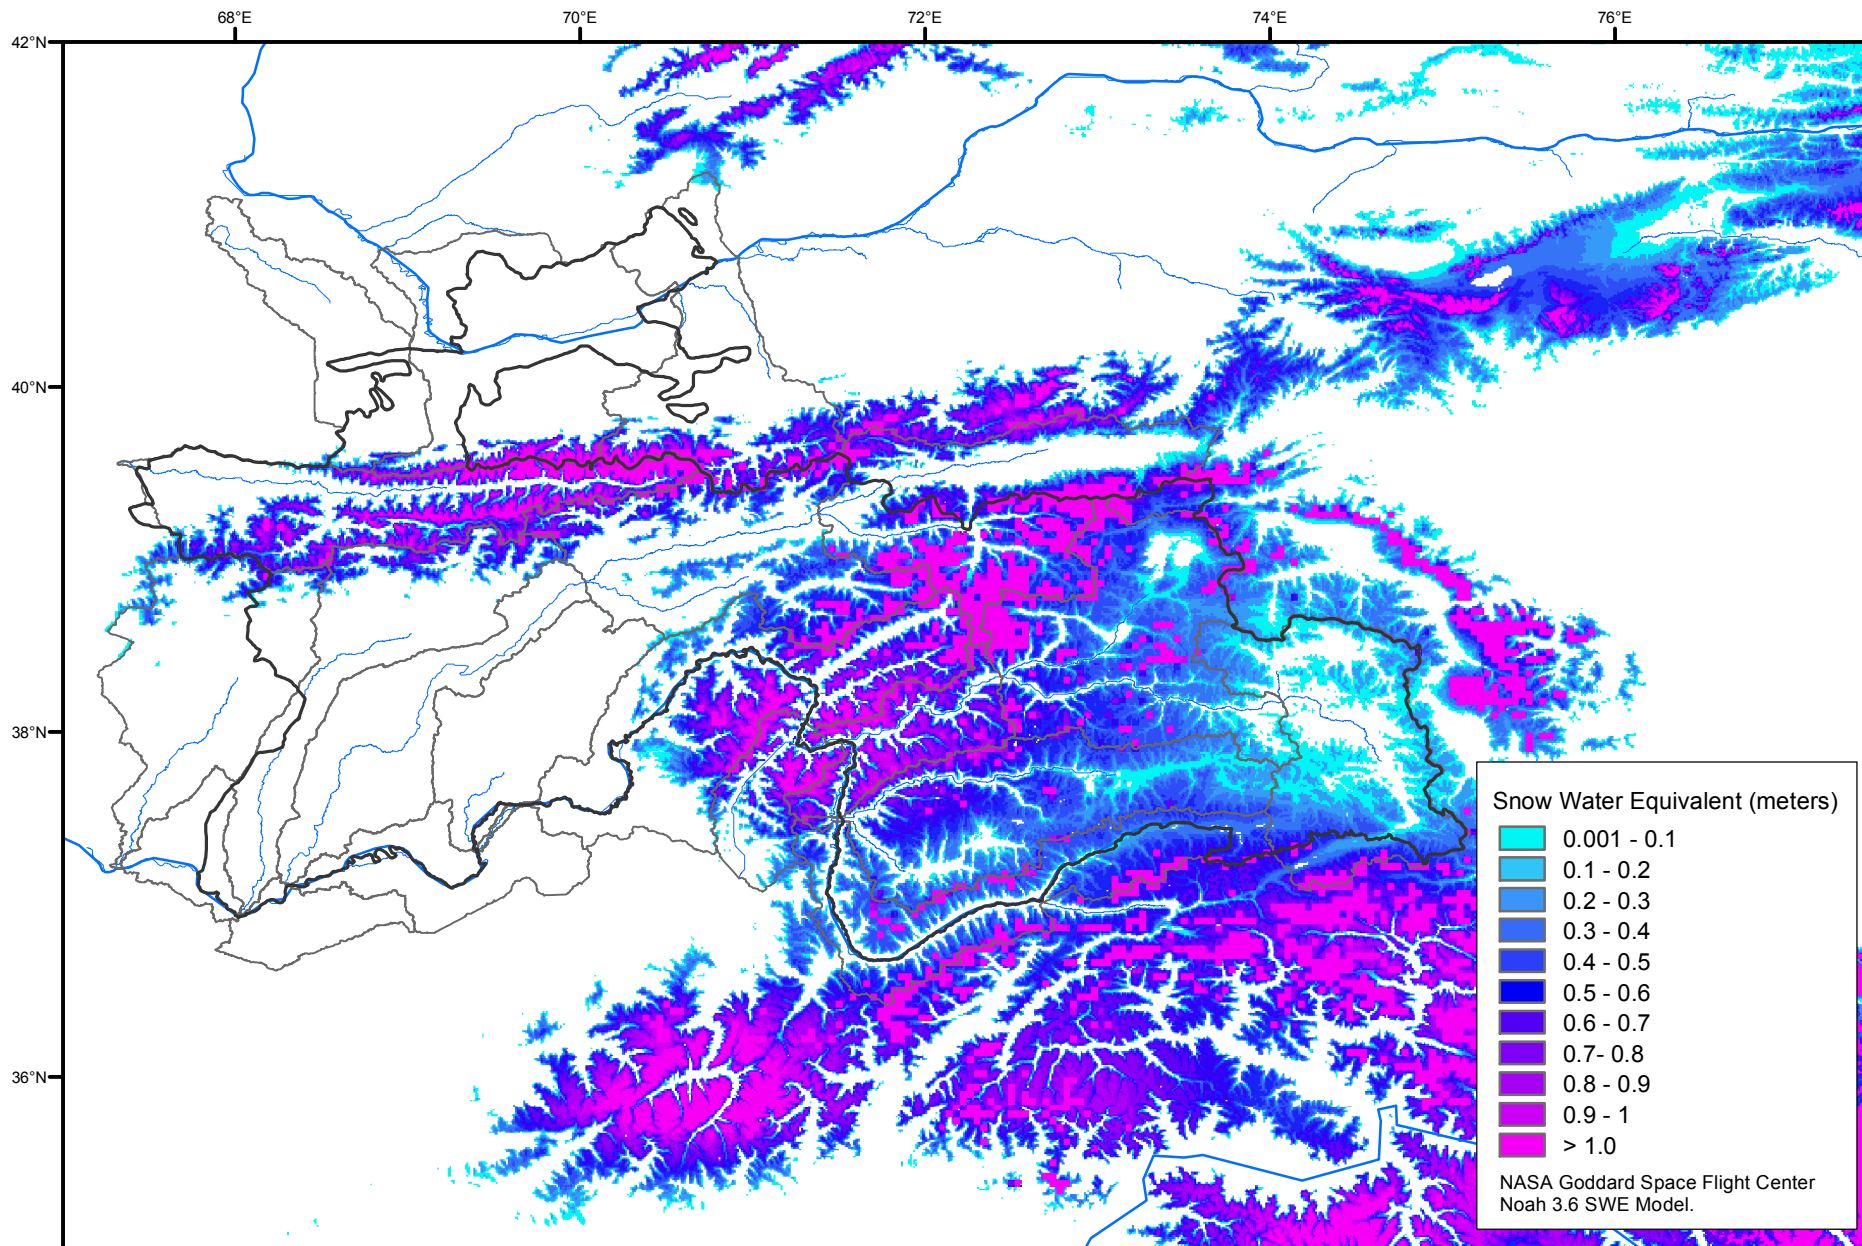 68°E
70°E
72°E
74°E
76°E
42°N
40°N
38°N
36°N
Snow Water Equivalent (meters)
0.001 - 0.1
0.1 - 0.2
0.2 - 0.3
0.3 - 0.4
0.4 - 0.5
0.5 - 0.6
0.6 - 0.7
0.7- 0.8
0.8 - 0.9
0.9 - 1
> 1.0
NASA Goddard Space Flight Center
Noah 3.6 SWE Model.